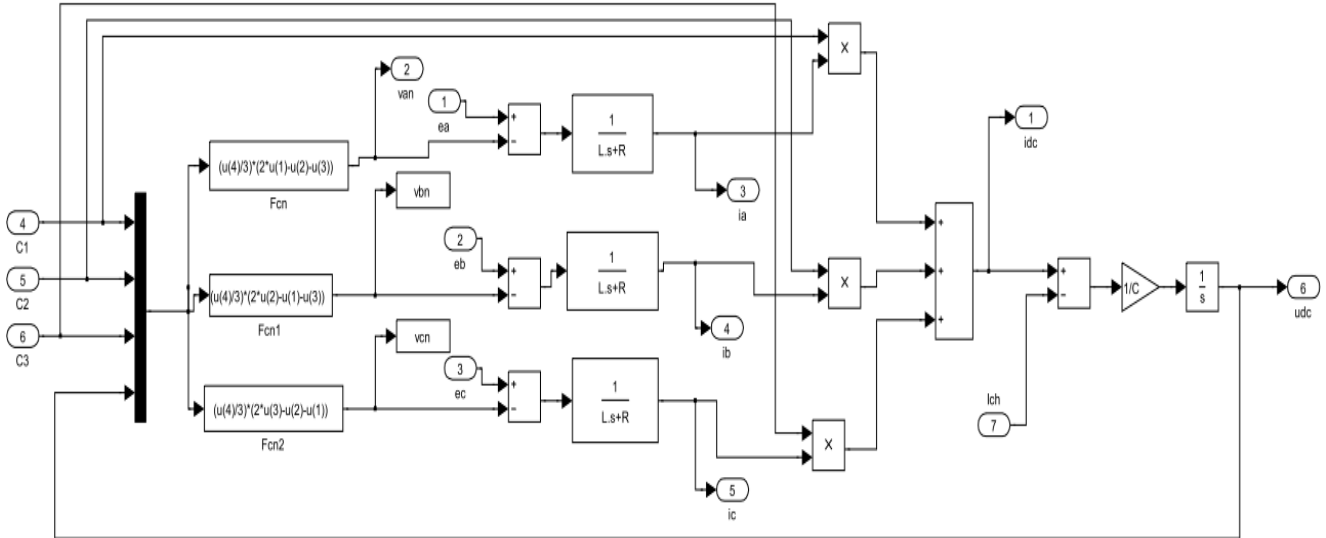 X
2
van
1
ea
+
−
1
L.s+R
(u(4)/3)*(2*u(1)-u(2)-u(3))
Fcn
1
idc
vbn
3
ia
4
C1
+
+
+
2
eb
+
−
1
L.s+R
X
5
C2
(u(4)/3)*(2*u(2)-u(1)-u(3))
Fcn1
+
−
1/C
1
s
6
udc
6
C3
vcn
4
ib
3
ec
+
−
1
L.s+R
(u(4)/3)*(2*u(3)-u(2)-u(1))
Fcn2
X
Ich
7
5
ic